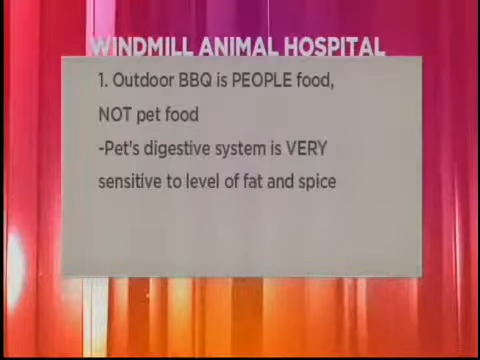 WINDMILL ANIMAL HOSPITAL
1. Outdoor BBQ is PEOPLE food,
NOT pet food
-Pet's digestive system is VERY
sensitive to level of fat and spice